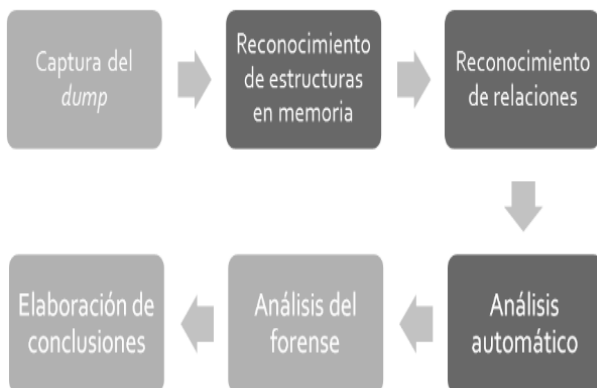 Captura del
dump
Reconocimiento
de estructuras
en memoria
Reconocimiento
de relaciones
Análisis
automático
Análisis del
forense
Elaboración de
conclusiones